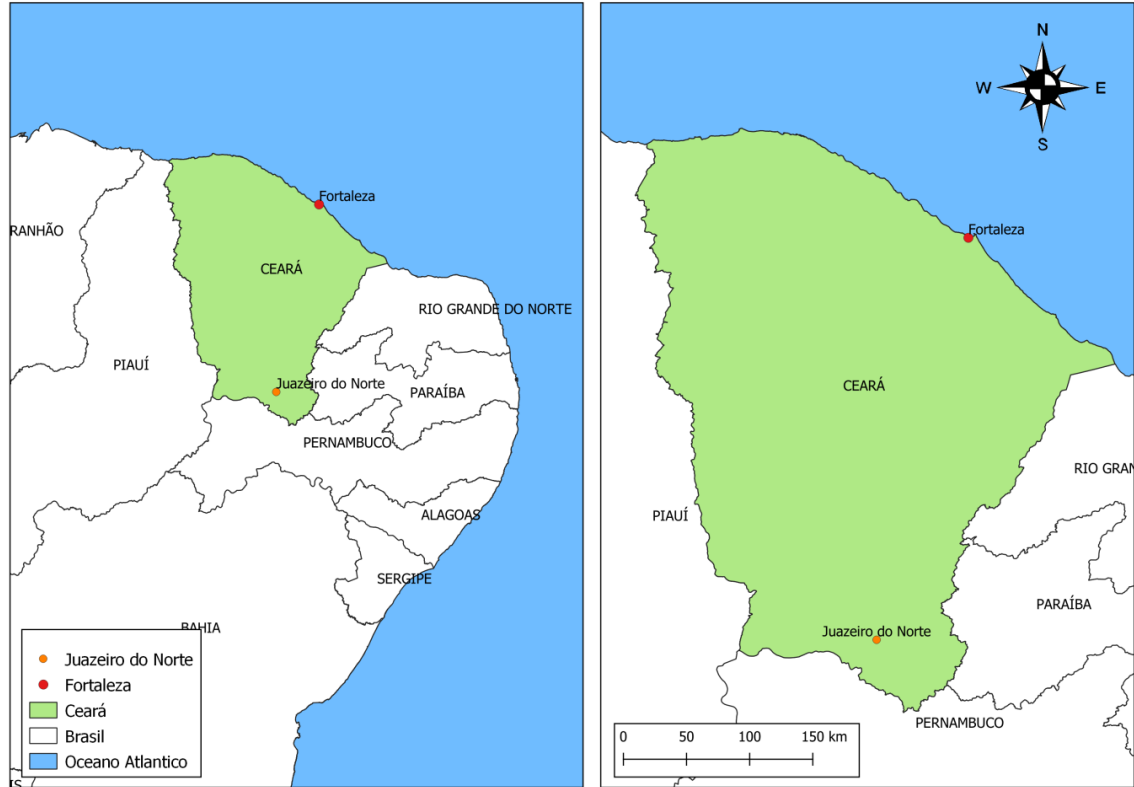 Fortaleza
RANHÃO
CEARÁ
RIO GRANDE DO NORTE
PIAUÍ
Juazeiro do Norte
PARAÍBA
PERNAMBUCO
ALAGOAS
SERGIPE
BAHIA
Juazeiro do Norte
Fortaleza
Ceará
Brasil
Oceano Atlantico
IS
N
W E
S
Fortaleza
CEARÁ
RIO GRAN
PIAUÍ
PARAÍBA
Juazeiro do Norte
PERNAMBUCO
0 50 100 150 km